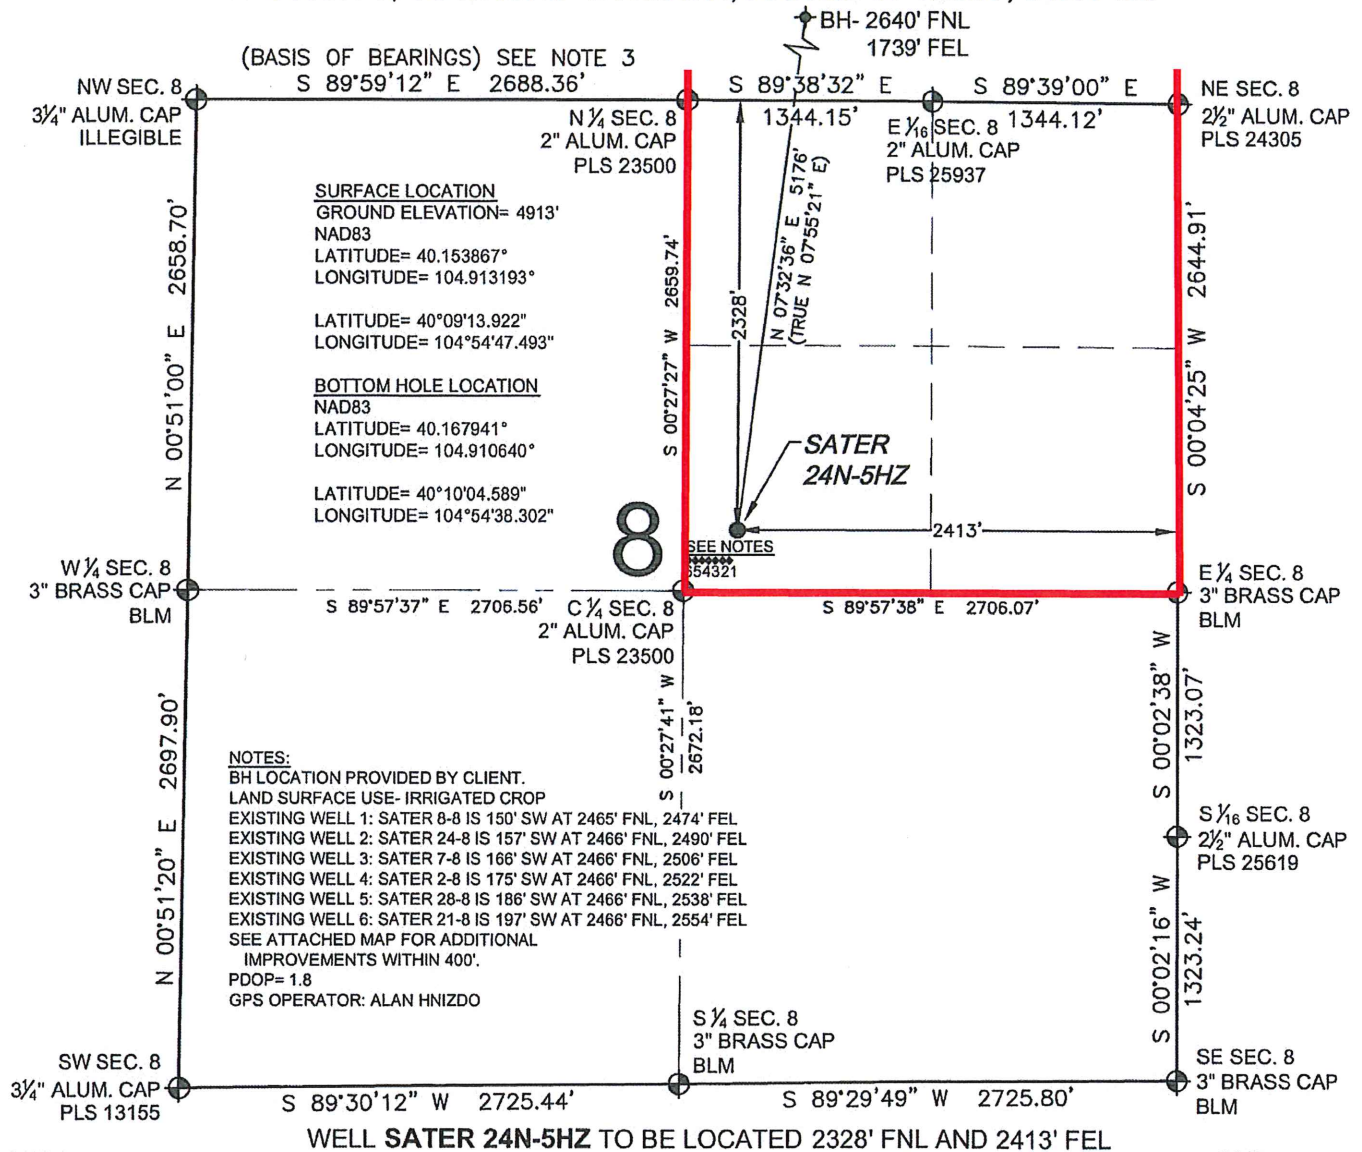 BH- 2640' FNL
1739' FEL
(BASIS OF BEARINGS) SEE NOTE 3
S 89°59'12" E 2688.36'
S 89°38'32" E
1344.15'
S 89°39'00" E
1344.12'
NW SEC. 8
3¼" ALUM. CAP
ILLEGIBLE
N ¼ SEC. 8
2" ALUM. CAP
PLS 23500
E 1/16 SEC. 8
2" ALUM. CAP
PLS 25937
NE SEC. 8
2½" ALUM. CAP
PLS 24305
SURFACE LOCATION
GROUND ELEVATION= 4913'
NAD83
LATITUDE= 40.153867°
LONGITUDE= 104.913193°
LATITUDE= 40°09'13.922"
LONGITUDE= 104°54'47.493"
BOTTOM HOLE LOCATION
NAD83
LATITUDE= 40.167941°
LONGITUDE= 104.910640°
LATITUDE= 40°10'04.589"
LONGITUDE= 104°54'38.302"
N 00°51'00" E 2658.70'
S 00°27'27" W 2659.74'
2328'
N 07°32'36" E 5176'
(TRUE N 07°55'21" E)
S 00°04'25" W 2644.91'
SATER
24N-5HZ
2413'
8
SEE NOTES
654321
W ¼ SEC. 8
3" BRASS CAP
BLM
S 89°57'37" E 2706.56'
C ¼ SEC. 8
2" ALUM. CAP
PLS 23500
S 89°57'38" E 2706.07'
E ¼ SEC. 8
3" BRASS CAP
BLM
N 00°51'20" E 2697.90'
S 00°27'41" W
2672.18'
S 00°02'38" W
1323.07'
NOTES:
BH LOCATION PROVIDED BY CLIENT.
LAND SURFACE USE- IRRIGATED CROP
EXISTING WELL 1: SATER 8-8 IS 150' SW AT 2465' FNL, 2474' FEL
EXISTING WELL 2: SATER 24-8 IS 157' SW AT 2466' FNL, 2490' FEL
EXISTING WELL 3: SATER 7-8 IS 166' SW AT 2466' FNL, 2506' FEL
EXISTING WELL 4: SATER 2-8 IS 175' SW AT 2466' FNL, 2522' FEL
EXISTING WELL 5: SATER 28-8 IS 186' SW AT 2466' FNL, 2538' FEL
EXISTING WELL 6: SATER 21-8 IS 197' SW AT 2466' FNL, 2554' FEL
SEE ATTACHED MAP FOR ADDITIONAL
IMPROVEMENTS WITHIN 400'.
PDOP= 1.8
GPS OPERATOR: ALAN HNIZDO
S 1/16 SEC. 8
2½" ALUM. CAP
PLS 25619
S 00°02'16" W
1323.24'
S ¼ SEC. 8
3" BRASS CAP
BLM
SW SEC. 8
3¼" ALUM. CAP
PLS 13155
SE SEC. 8
3" BRASS CAP
BLM
S 89°30'12" W 2725.44'
S 89°29'49" W 2725.80'
WELL SATER 24N-5HZ TO BE LOCATED 2328' FNL AND 2413' FEL